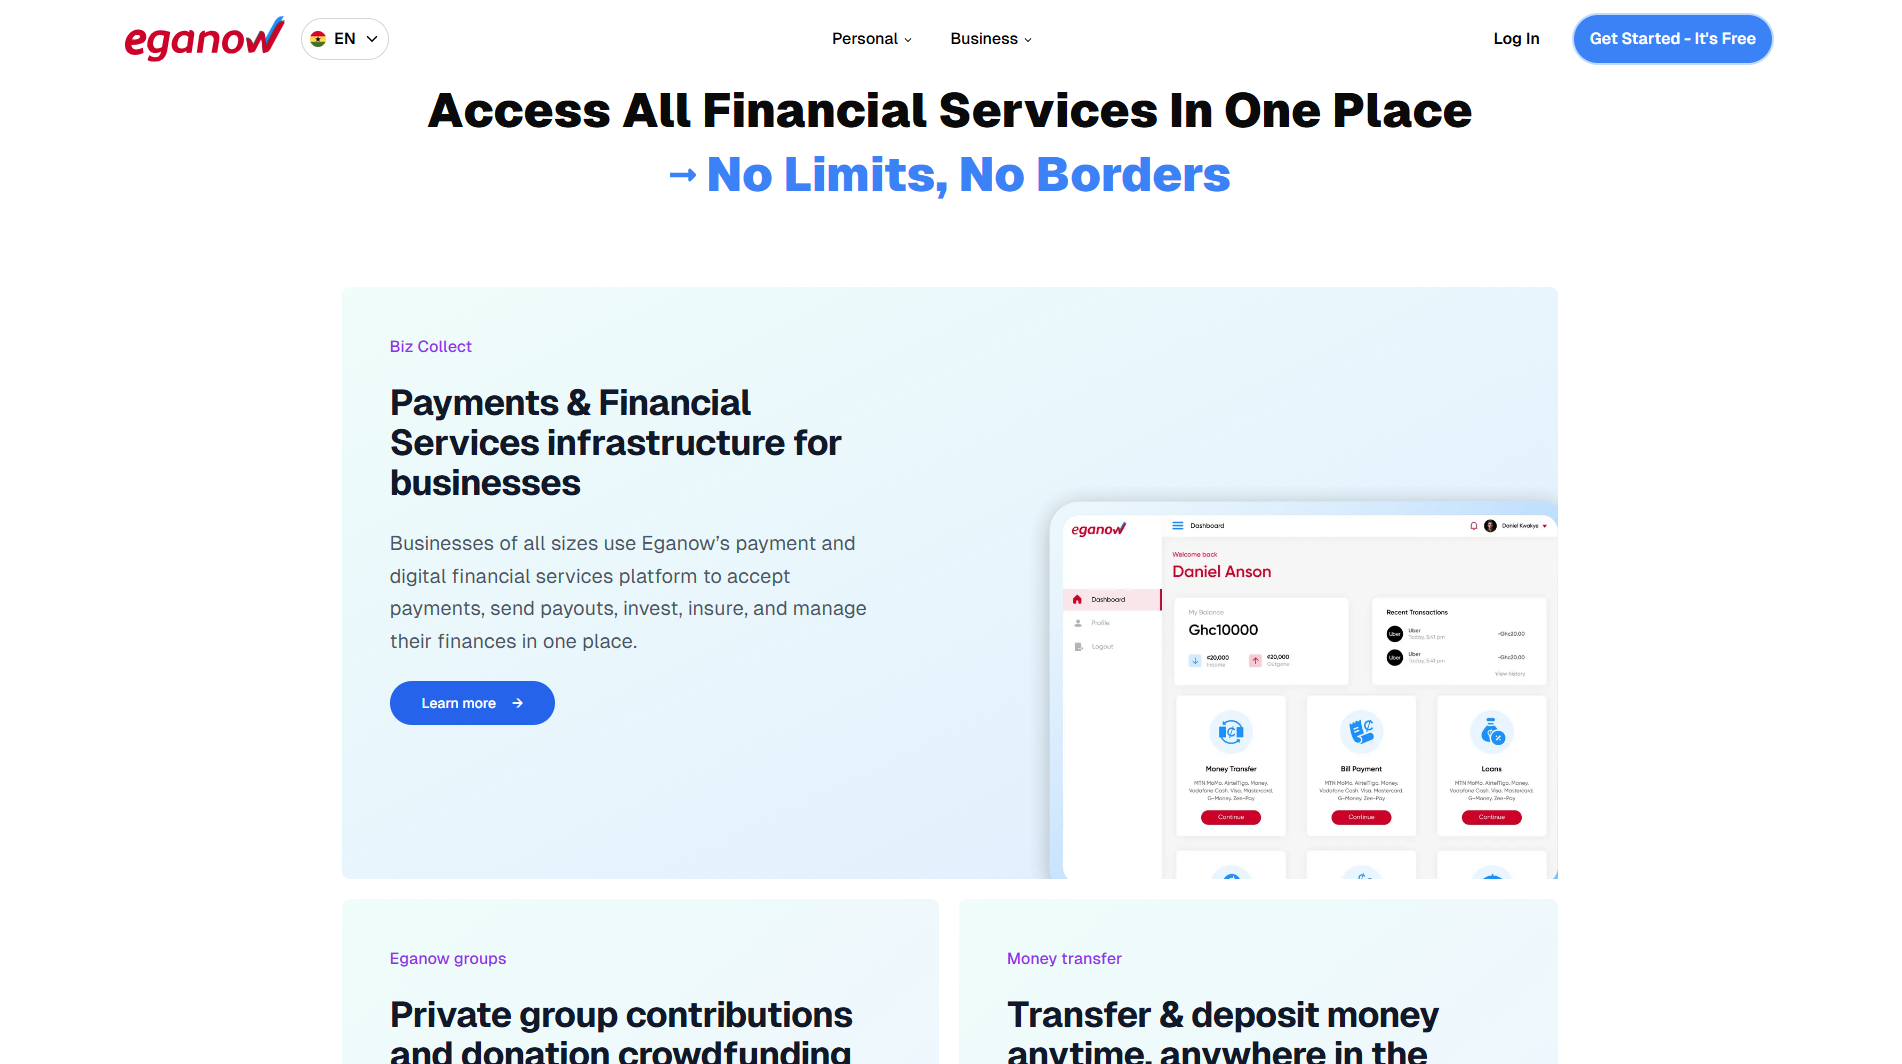 eganow
EN
Personal
Business
Log In
Get Started - It's Free
Access All Financial Services In One Place
→ No Limits, No Borders
Biz Collect
Payments & Financial
Services infrastructure for
businesses
Businesses of all sizes use Eganow’s payment and
digital financial services platform to accept
payments, send payouts, invest, insure, and manage
their finances in one place.
Learn more →
eganow
Dashboard
Daniel Kwakye
Welcome back
Daniel Anson
Dashboard
Profile
Logout
My Balance
Ghc10000
¢20,000
Income
¢20,000
Outgone
Recent Transactions
Uber
Uber
Today, 5:41 pm
-Ghc20.00
Uber
Uber
Today, 5:41 pm
-Ghc20.00
View history
Money Transfer
MTN MoMo, AirtelTigo, Money,
Vodafone Cash, Visa, Mastercard,
G-Money, Zee-Pay
Continue
Bill Payment
MTN MoMo, AirtelTigo, Money,
Vodafone Cash, Visa, Mastercard,
G-Money, Zee-Pay
Continue
Loans
MTN MoMo, AirtelTigo, Money,
Vodafone Cash, Visa, Mastercard,
G-Money, Zee-Pay
Continue
Eganow groups
Private group contributions
and donation crowdfunding
Money transfer
Transfer & deposit money
anytime, anywhere in the